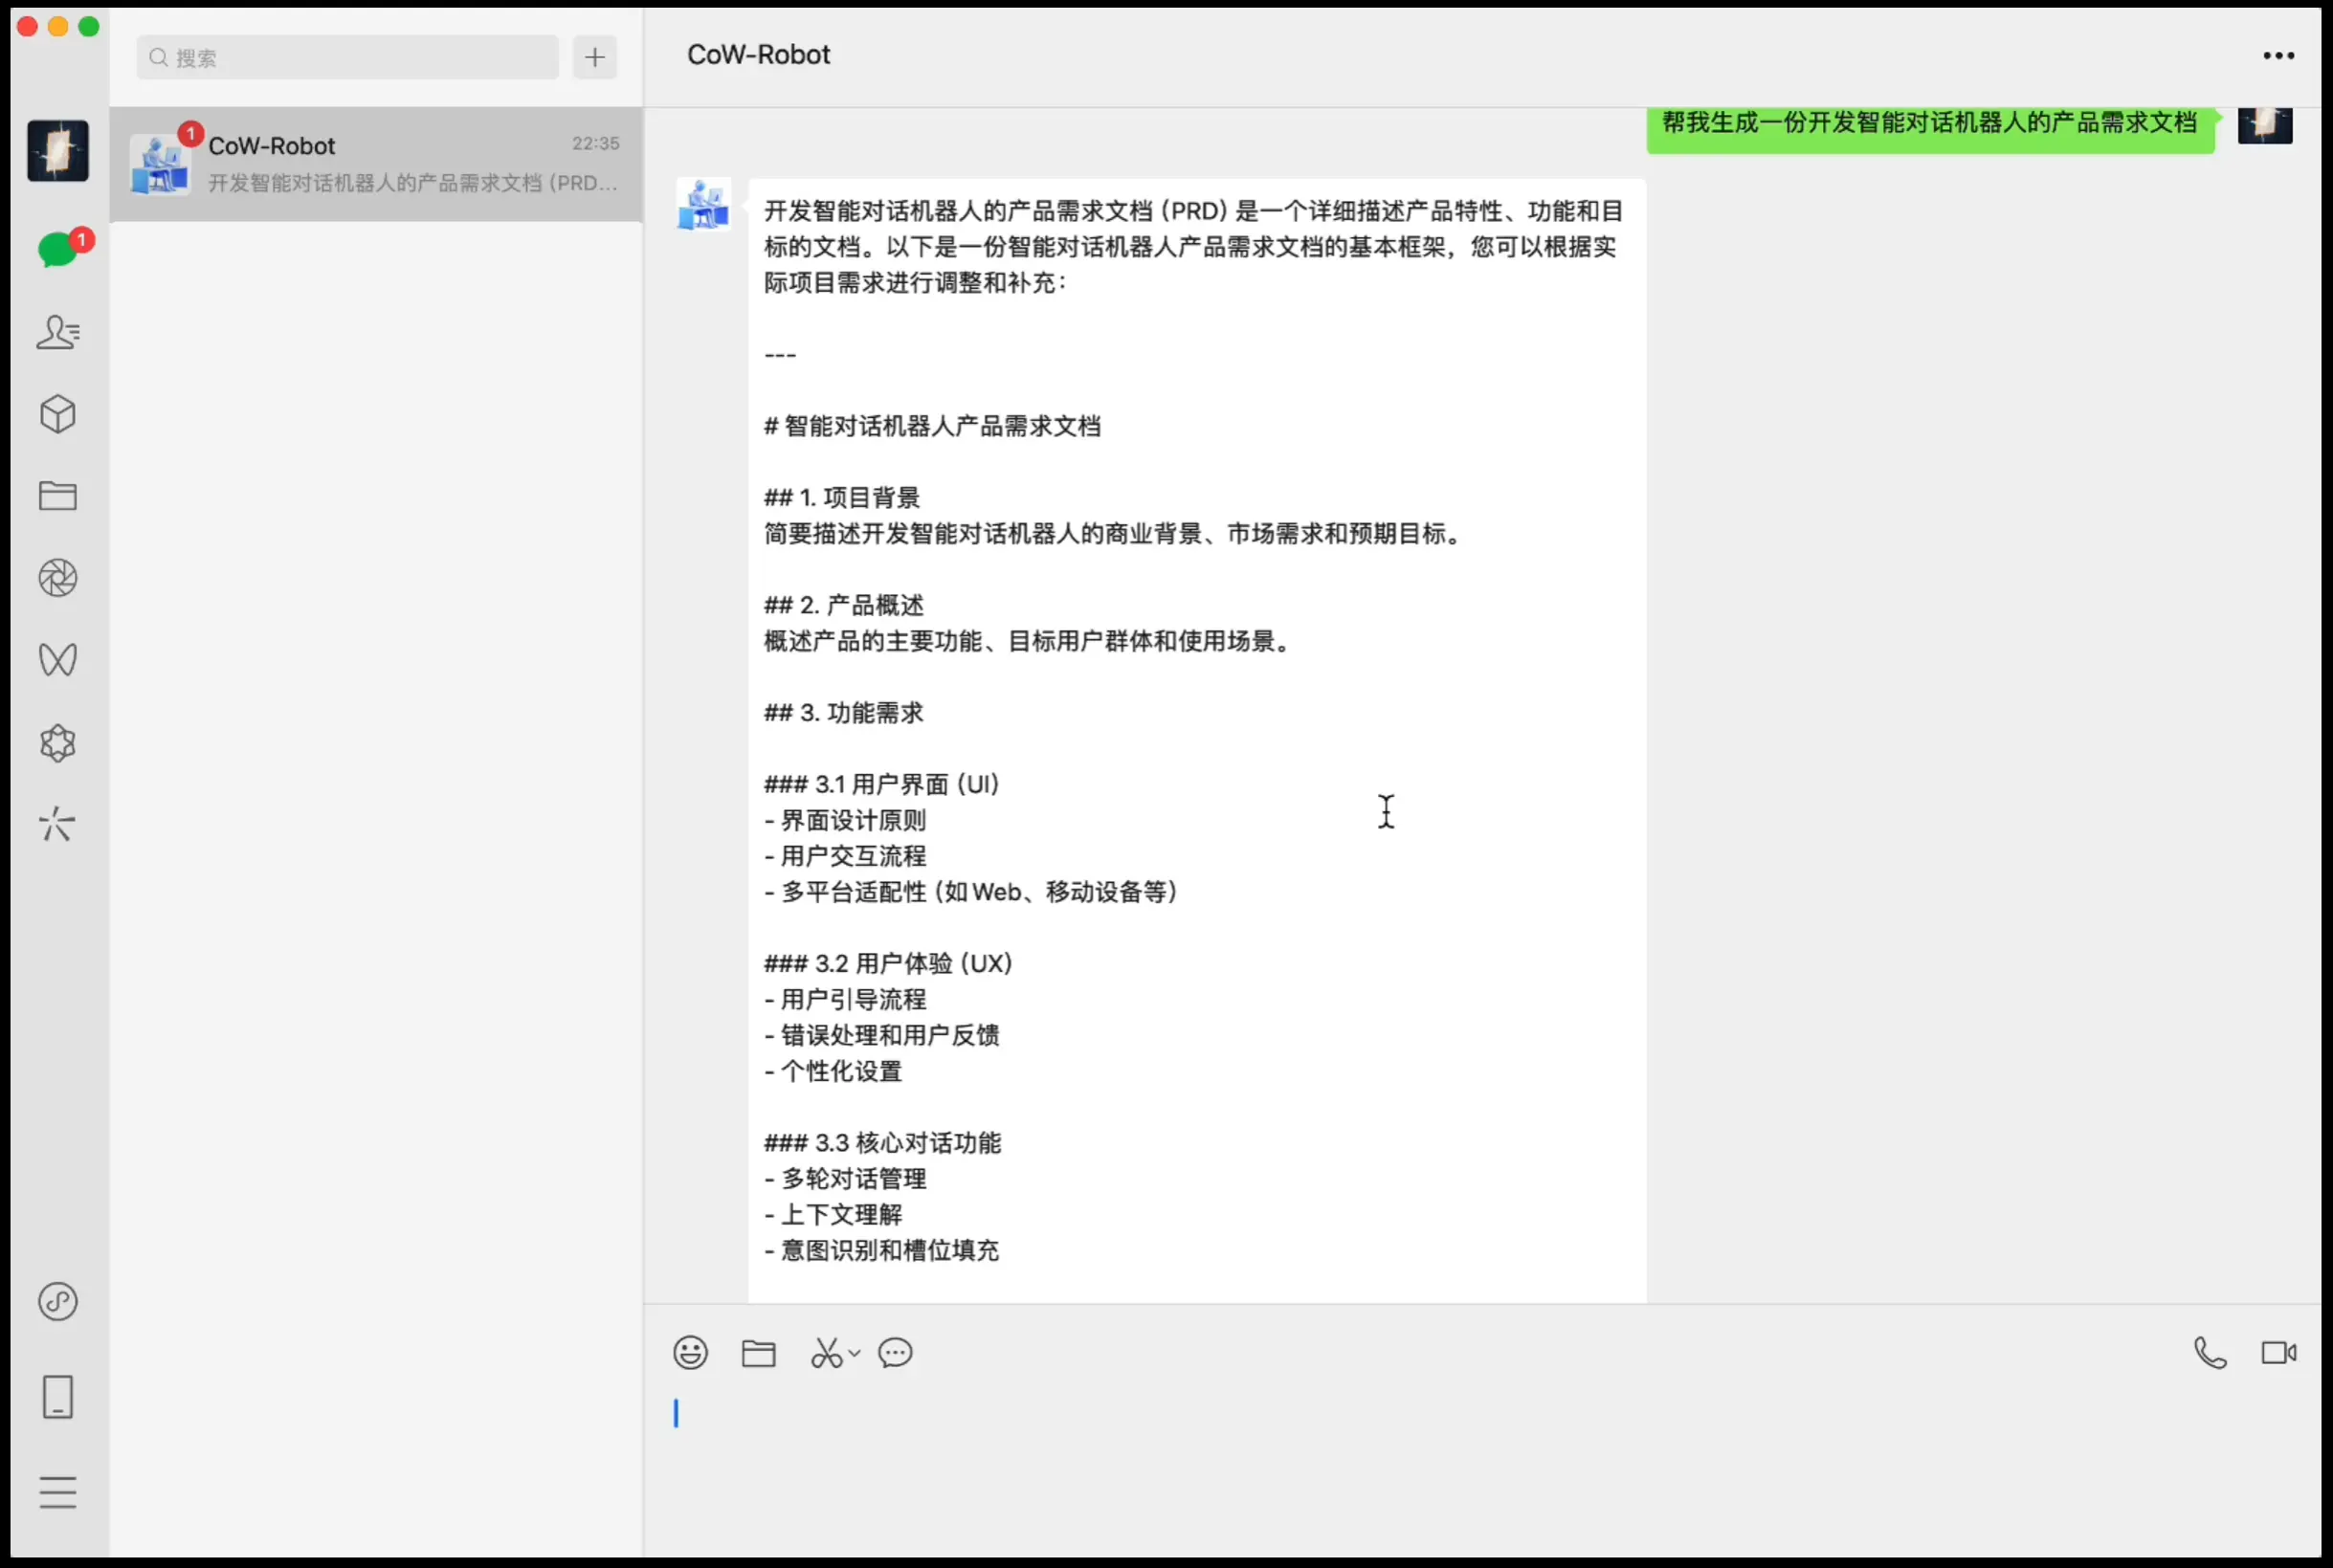 搜索
CoW-Robot
1
CoW-Robot
22:35
开发智能对话机器人的产品需求文档 (PRD...
1
帮我生成一份开发智能对话机器人的产品需求文档
开发智能对话机器人的产品需求文档 (PRD) 是一个详细描述产品特性、功能和目
标的文档。以下是一份智能对话机器人产品需求文档的基本框架，您可以根据实
际项目需求进行调整和补充：
---
# 智能对话机器人产品需求文档
## 1. 项目背景
简要描述开发智能对话机器人的商业背景、市场需求和预期目标。
## 2. 产品概述
概述产品的主要功能、目标用户群体和使用场景。
## 3. 功能需求
### 3.1 用户界面 (UI)
- 界面设计原则
- 用户交互流程
- 多平台适配性 (如 Web、移动设备等)
### 3.2 用户体验 (UX)
- 用户引导流程
- 错误处理和用户反馈
- 个性化设置
### 3.3 核心对话功能
- 多轮对话管理
- 上下文理解
- 意图识别和槽位填充